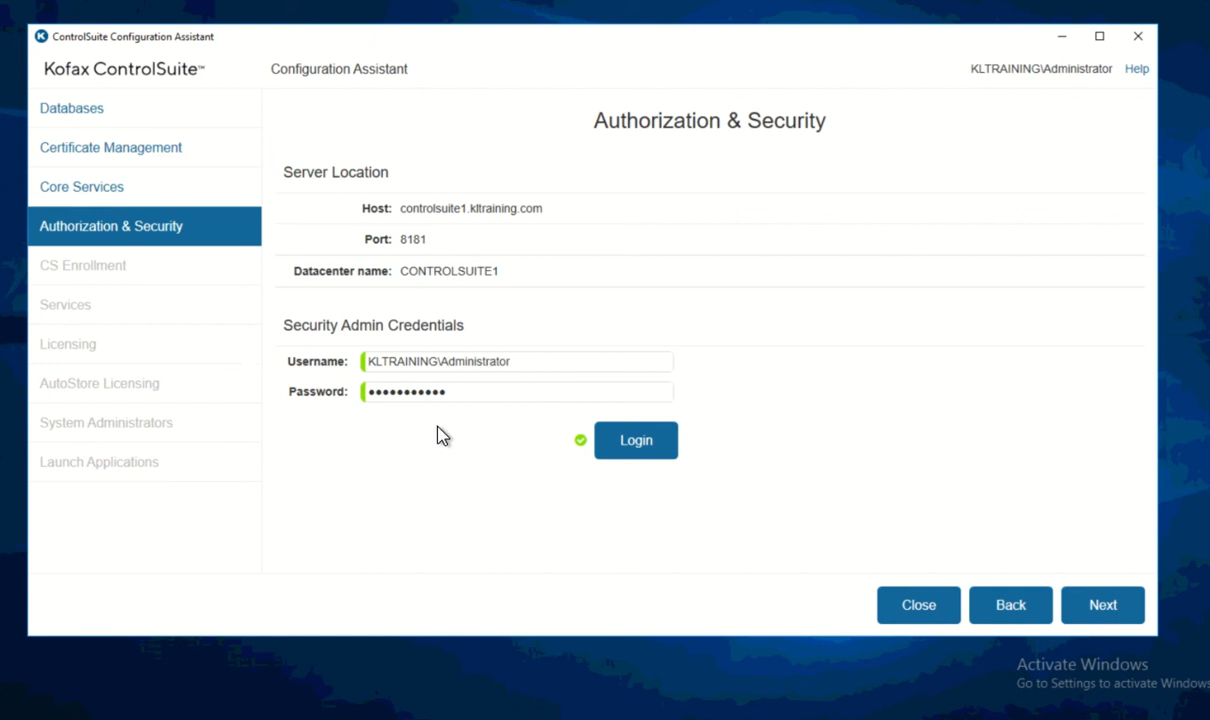 ControlSuite Configuration Assistant
Kofax ControlSuite™
Configuration Assistant
KLTRAINING\Administrator Help
Databases
Certificate Management
Core Services
Authorization & Security
CS Enrollment
Services
Licensing
AutoStore Licensing
System Administrators
Launch Applications
Authorization & Security
Server Location
Host: controlsuite1.kltraining.com
Port: 8181
Datacenter name: CONTROLSUITE1
Security Admin Credentials
Username: KLTRAINING\Administrator
Password: •••••••••••
Login
Close Back Next
Activate Windows
Go to Settings to activate Windows